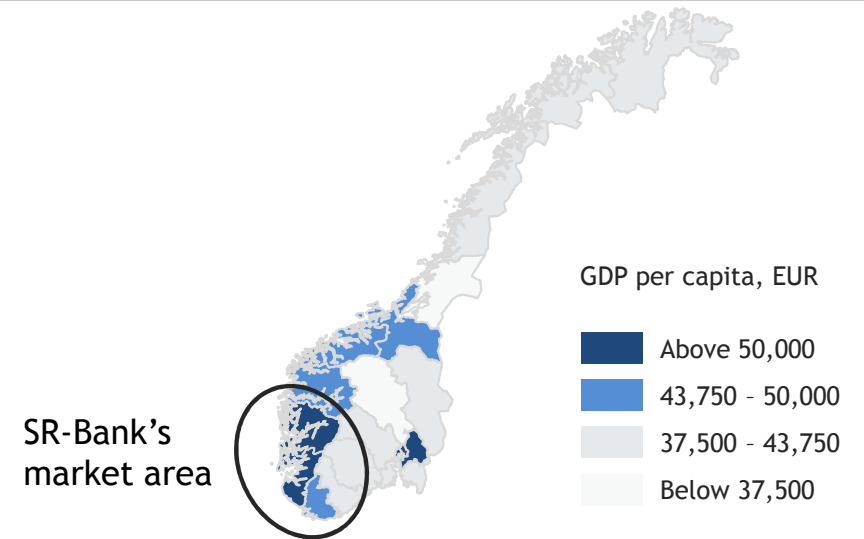 GDP per capita, EUR
Above 50,000
43,750 - 50,000
37,500 - 43,750
Below 37,500
SR-Bank’s
market area